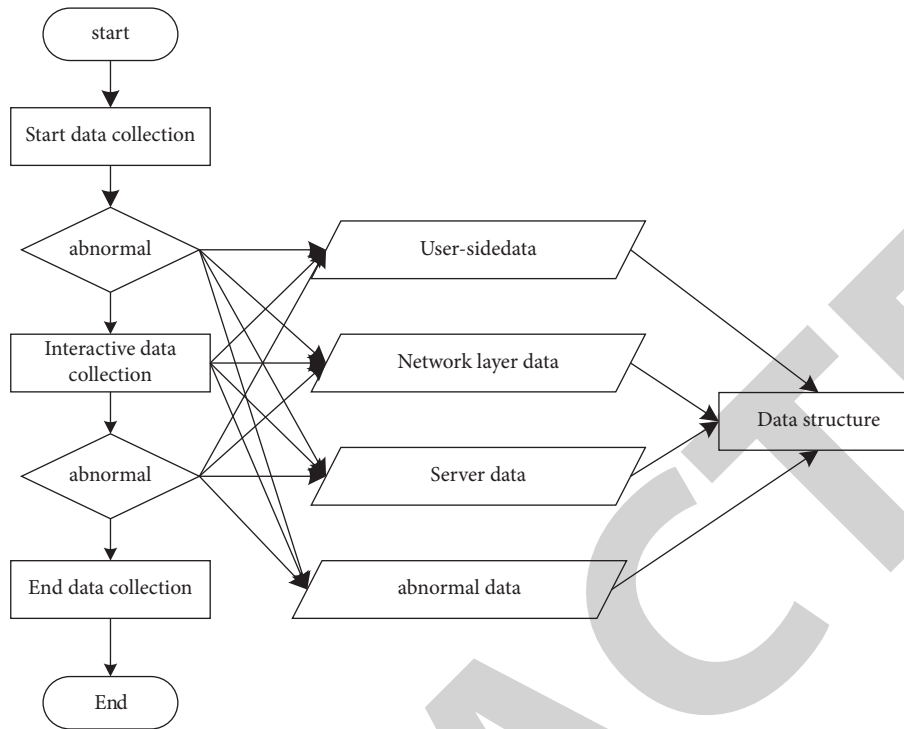 start
Start data collection
abnormal
User-sidedata
Interactive data
collection
Network layer data
Data structure
abnormal
Server data
End data collection
abnormal data
End